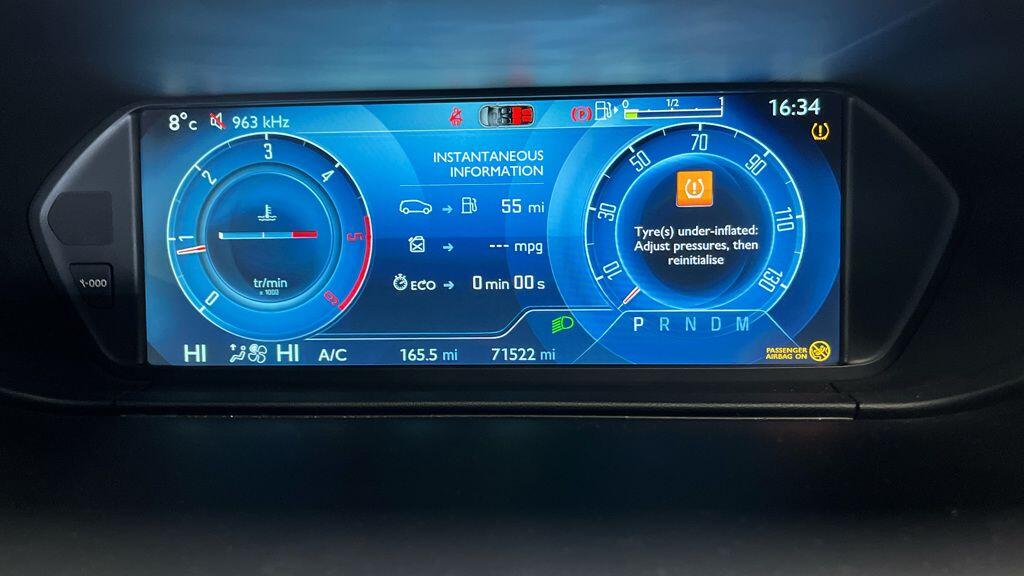 8°C 963 kHz
(P) 0 1/2 1
16:34
0 1 2 3 4 5 6
tr/min
x 1000
INSTANTANEOUS
INFORMATION
55 mi
--- mpg
ECO 0 min 00 s
10 30 50 70 90 110 130
Tyre(s) under-inflated:
Adjust pressures, then
reinitialise
P R N D M
HI HI A/C 165.5 mi 71522 mi
PASSENGER
AIRBAG ON